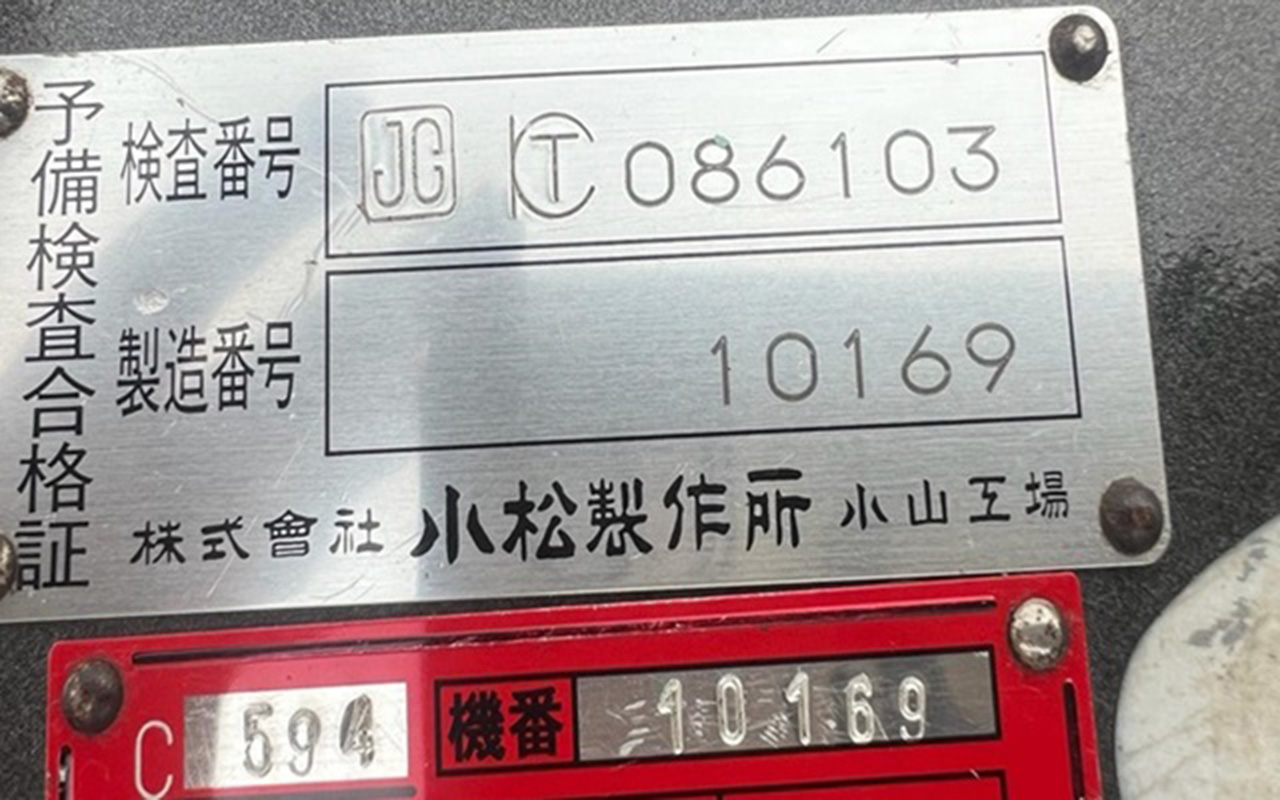 予備検査合格証
検査番号 JC T 086103
製造番号 10169
株式會社 小松製作所 小山工場
C 594 機番 10169